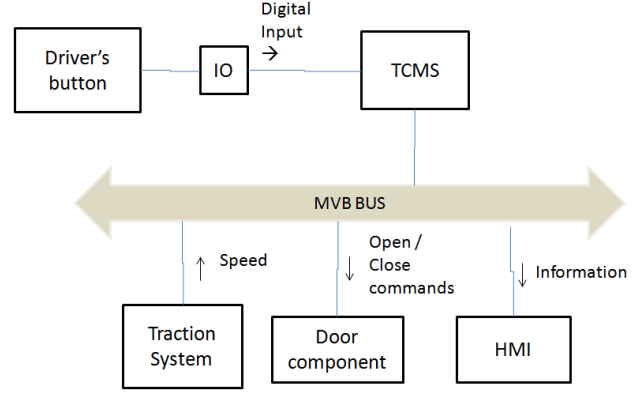 Digital
Input
→
Driver's
button
IO
TCMS
MVB BUS
↑ Speed
↓ Open /
Close
commands
↓ Information
Traction
System
Door
component
HMI